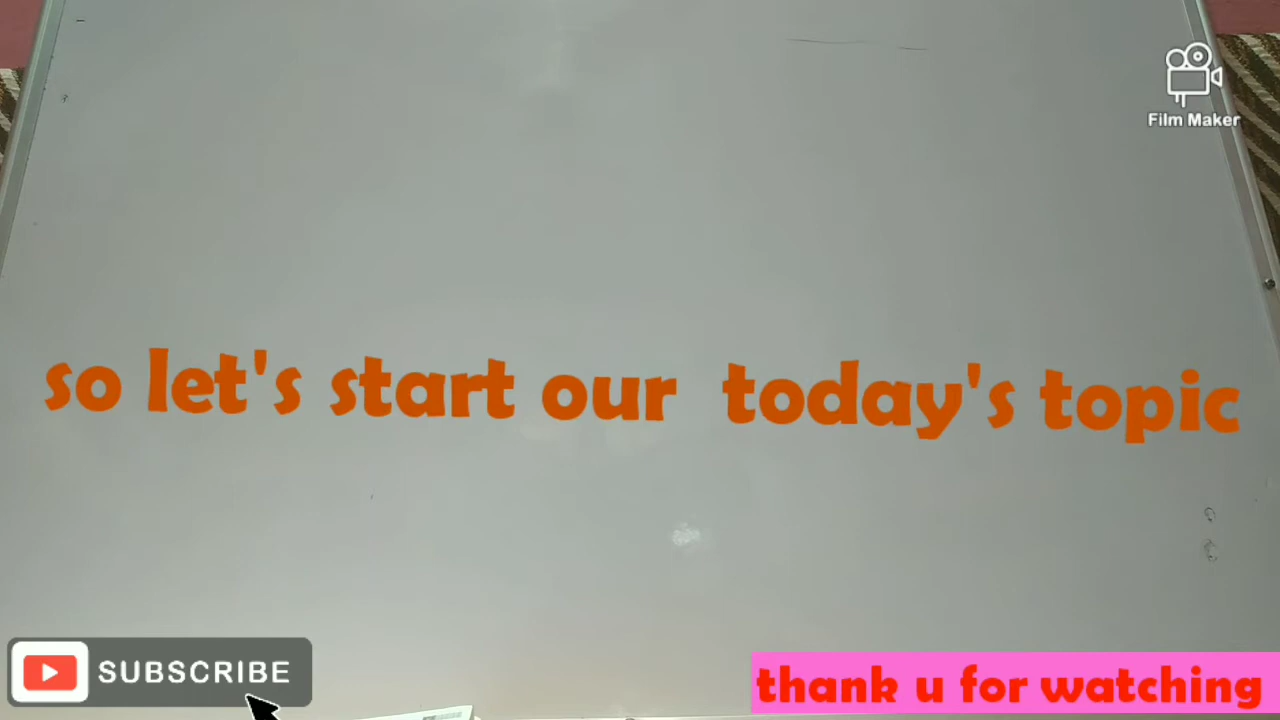 Film Maker
so let's start our today's topic
SUBSCRIBE
thank u for watching